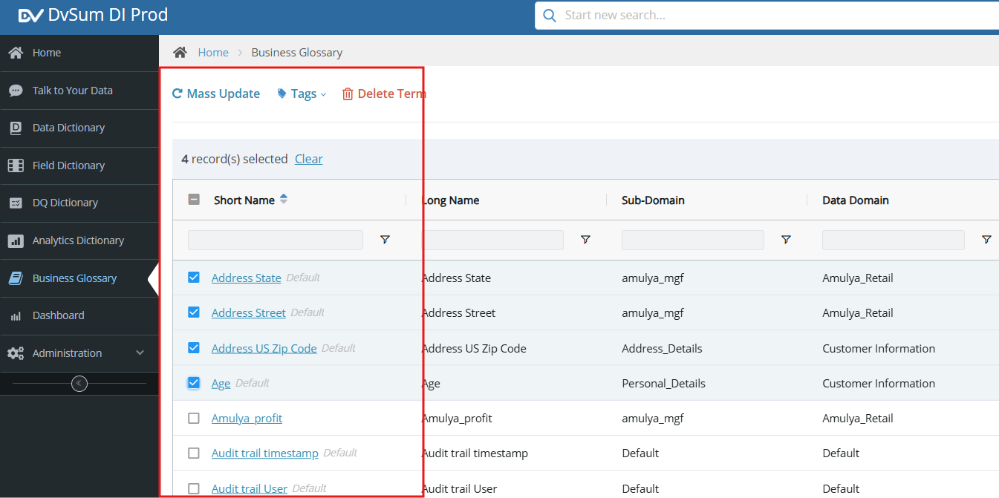 DV DvSum DI Prod
Start new search...
Home
Talk to Your Data
Data Dictionary
Field Dictionary
DQ Dictionary
Analytics Dictionary
Business Glossary
Dashboard
Administration
Home > Business Glossary
Mass Update Tags Delete Term
4 record(s) selected Clear
Short Name Long Name Sub-Domain Data Domain
Address State Default Address State amulya_mgf Amulya_Retail
Address Street Default Address Street amulya_mgf Amulya_Retail
Address US Zip Code Default Address US Zip Code Address_Details Customer Information
Age Default Age Personal_Details Customer Information
Amulya_profit Amulya_profit amulya_mgf Amulya_Retail
Audit trail timestamp Default Audit trail timestamp Default Default
Audit trail User Default Audit trail User Default Default